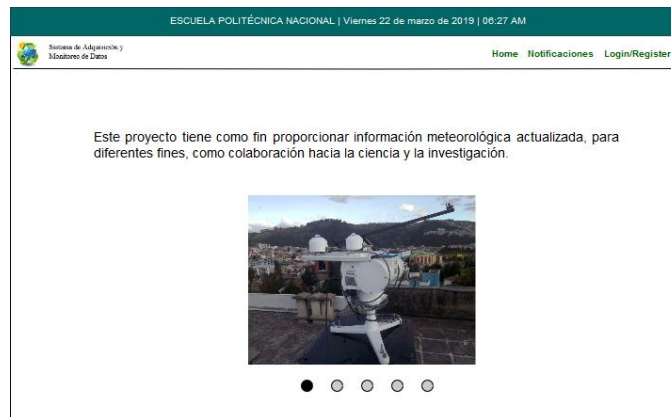 ESCUELA POLITÉCNICA NACIONAL | Viernes 22 de marzo de 2019 | 06:27 AM
Sistema de Adquisición y
Monitoreo de Datos
Home Notificaciones Login/Register
Este proyecto tiene como fin proporcionar información meteorológica actualizada, para
diferentes fines, como colaboración hacia la ciencia y la investigación.